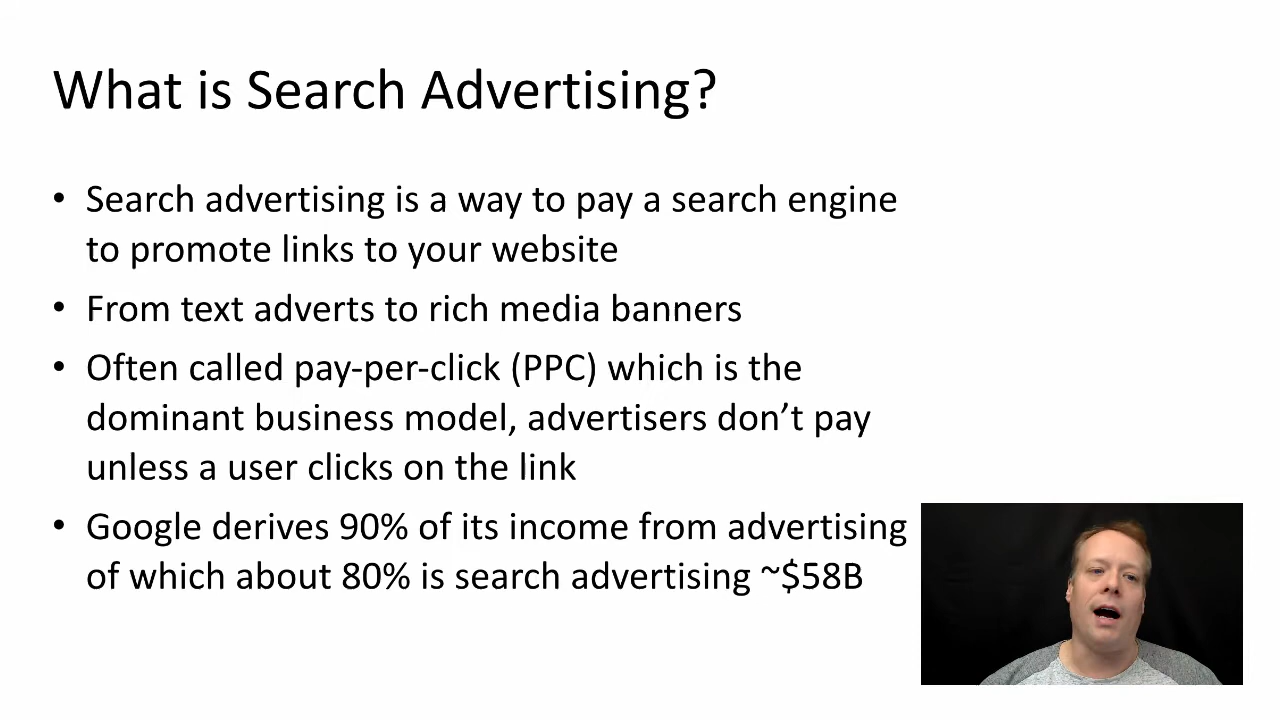 What is Search Advertising?
• Search advertising is a way to pay a search engine
to promote links to your website
• From text adverts to rich media banners
• Often called pay-per-click (PPC) which is the
dominant business model, advertisers don’t pay
unless a user clicks on the link
• Google derives 90% of its income from advertising
of which about 80% is search advertising ~$58B